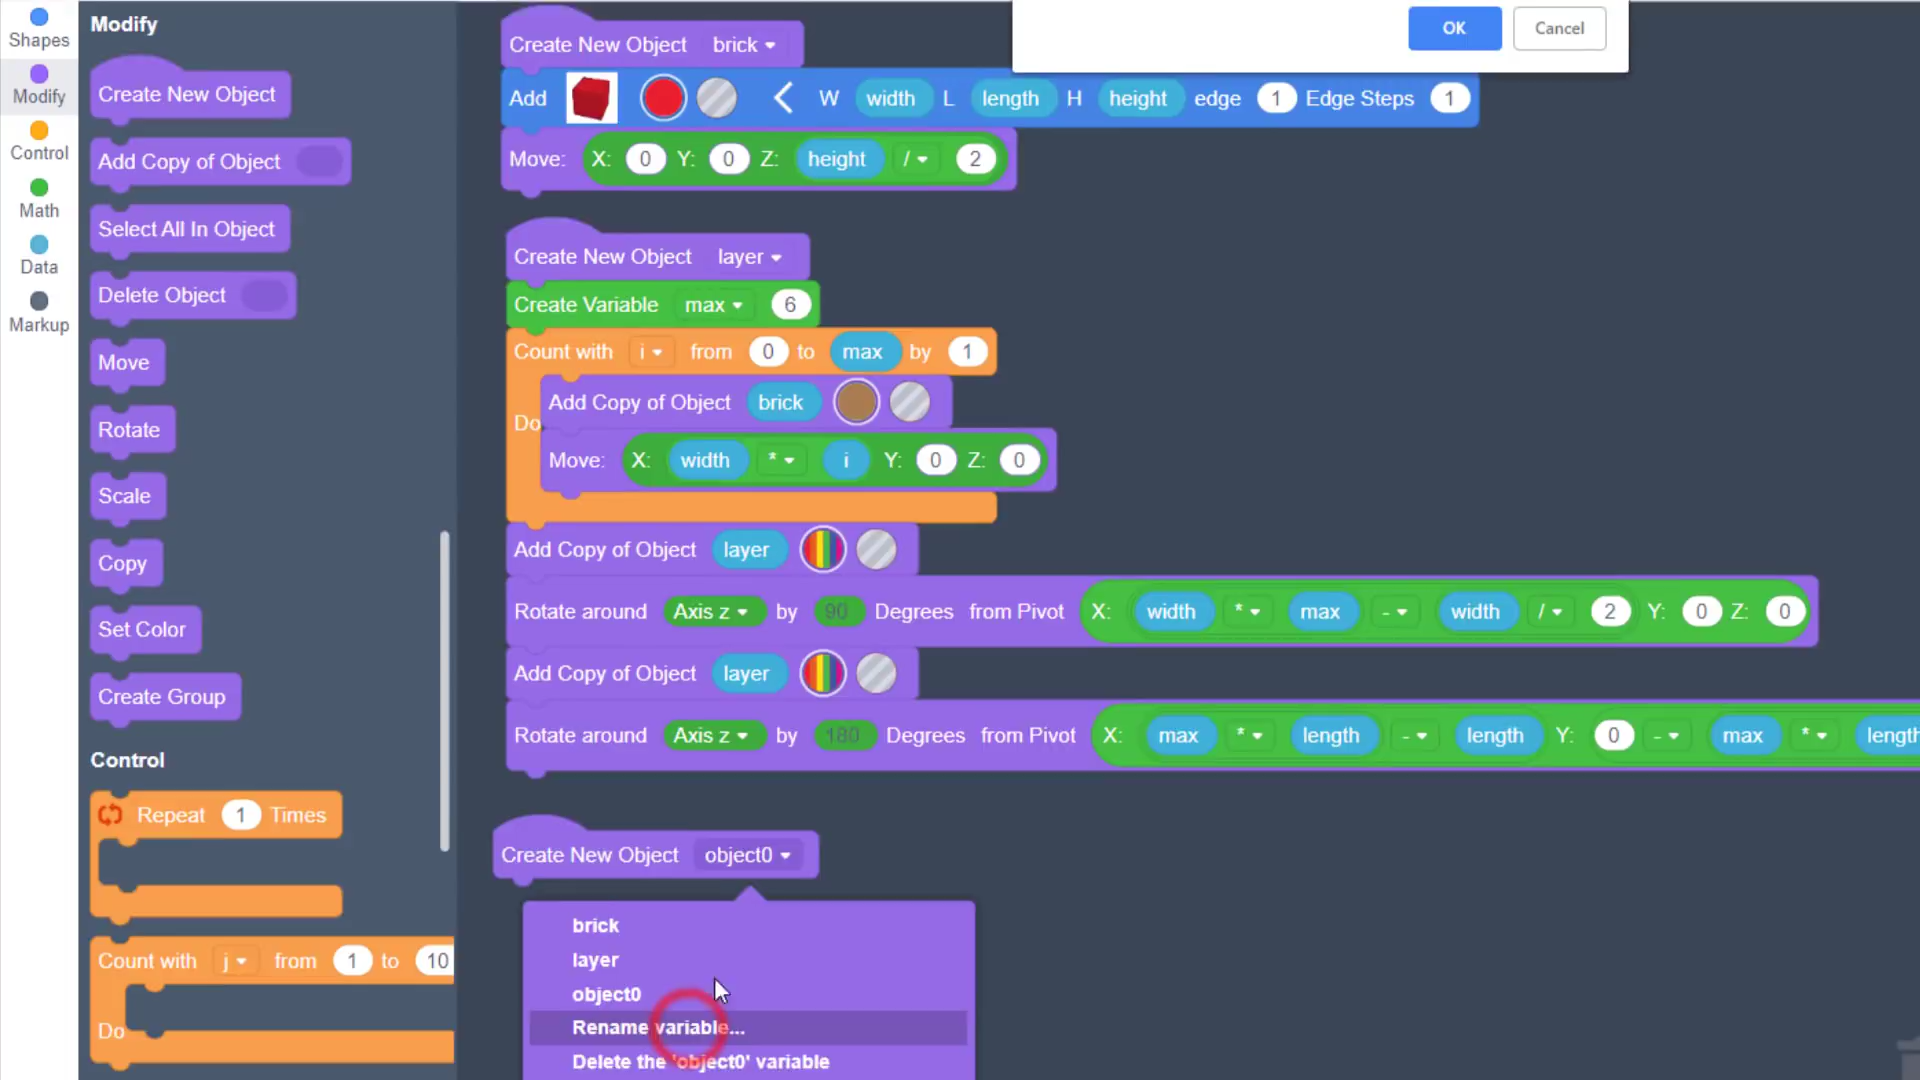 Shapes
Modify
Control
Math
Data
Markup
Modify
Create New Object
Add Copy of Object
Select All In Object
Delete Object
Move
Rotate
Scale
Copy
Set Color
Create Group
Control
Repeat 1 Times
Count with j from 1 to 10
Do
OK Cancel
Create New Object brick
Add W width L length H height edge 1 Edge Steps 1
Move: X: 0 Y: 0 Z: height / 2
Create New Object layer
Create Variable max 6
Count with i from 0 to max by 1
Do
Add Copy of Object brick
Move: X: width * i Y: 0 Z: 0
Add Copy of Object layer
Rotate around Axis z by 90 Degrees from Pivot X: width * max - width / 2 Y: 0 Z: 0
Add Copy of Object layer
Rotate around Axis z by 180 Degrees from Pivot X: max * length - length Y: 0 - max * length
Create New Object object0
brick
layer
object0
Rename variable...
Delete the 'object0' variable